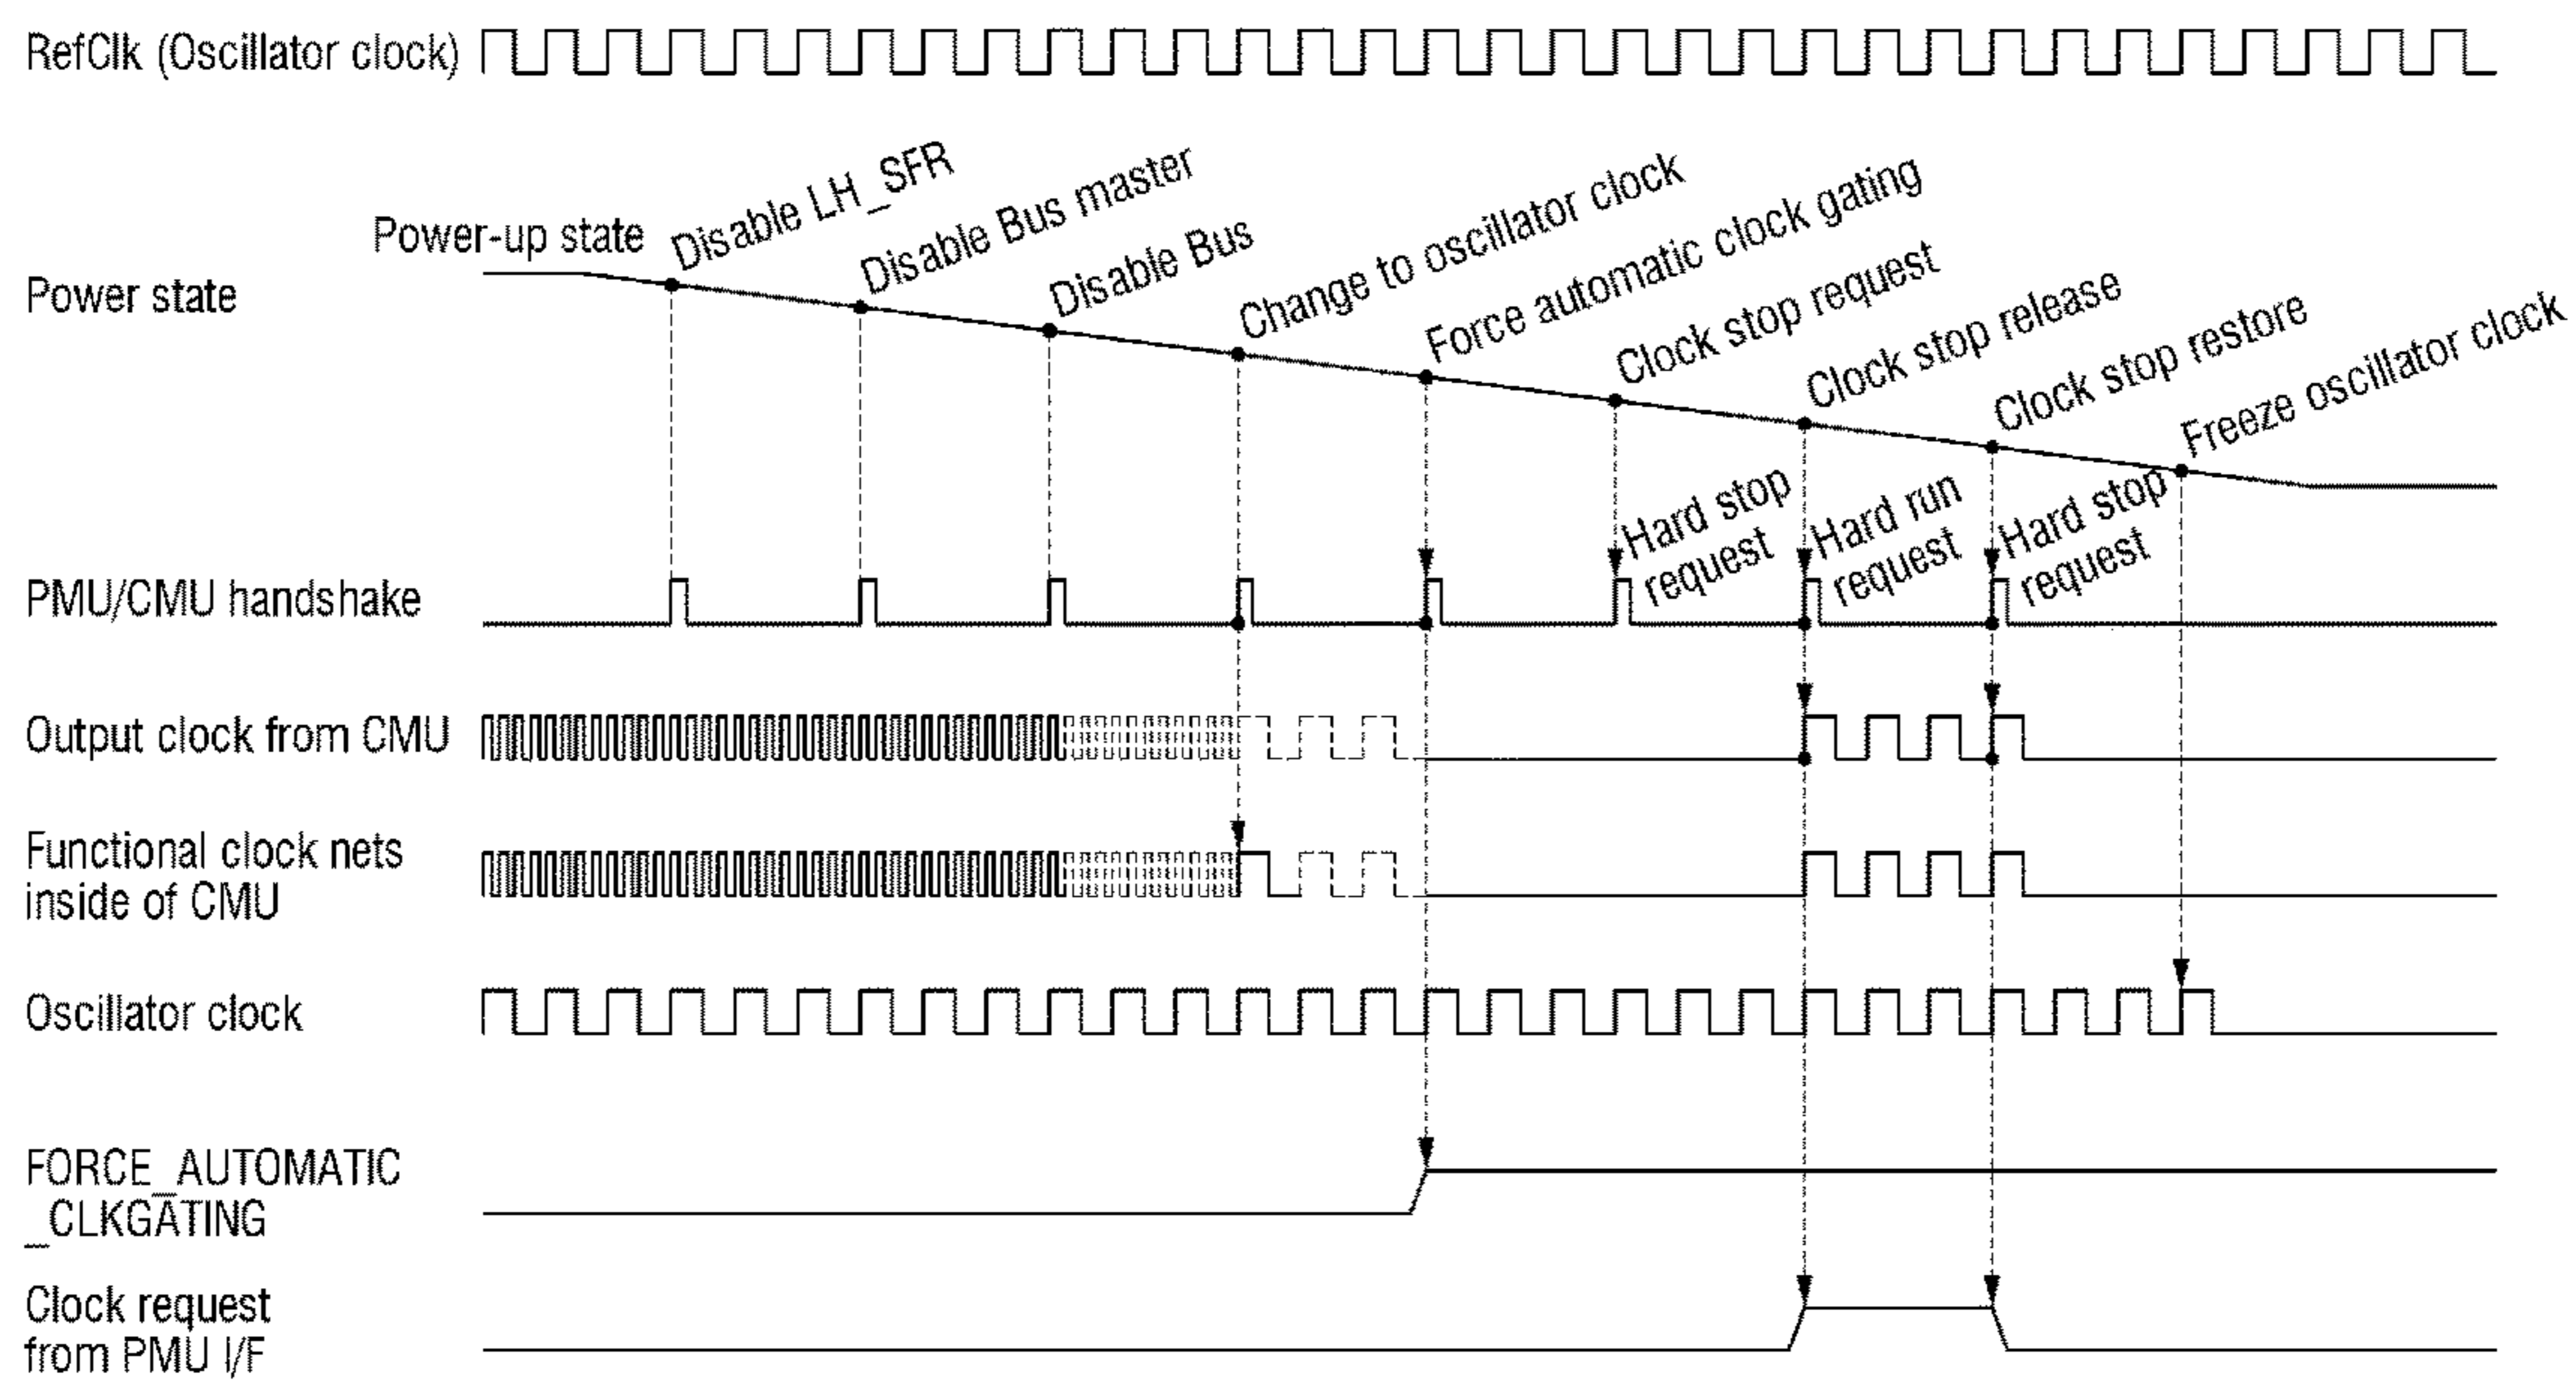 RefClk (Oscillator clock)
Power-up state
Disable LH_SFR
Disable Bus master
Disable Bus
Change to oscillator clock
Force automatic clock gating
Clock stop request
Clock stop release
Clock stop restore
Freeze oscillator clock
Power state
Hard stop
request
Hard run
request
Hard stop
request
PMU/CMU handshake
Output clock from CMU
Functional clock nets
inside of CMU
Oscillator clock
FORCE_AUTOMATIC
_CLKGATING
Clock request
from PMU I/F